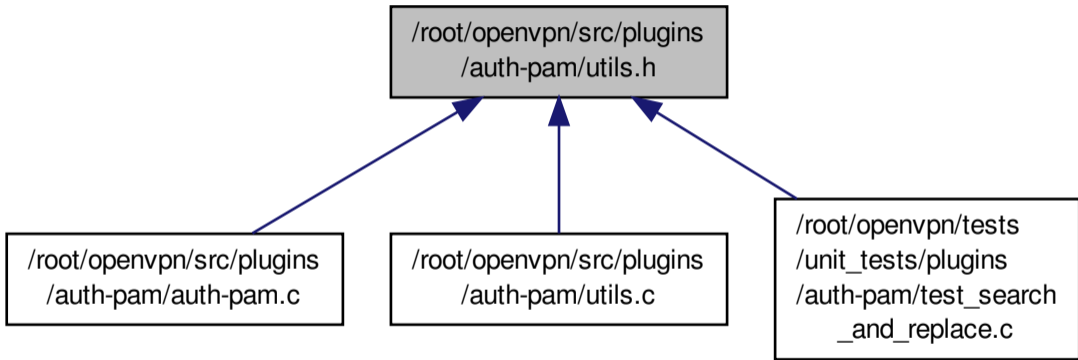 /root/openvpn/src/plugins
/auth-pam/utils.h
/root/openvpn/src/plugins
/auth-pam/auth-pam.c
/root/openvpn/src/plugins
/auth-pam/utils.c
/root/openvpn/tests
/unit_tests/plugins
/auth-pam/test_search
_and_replace.c